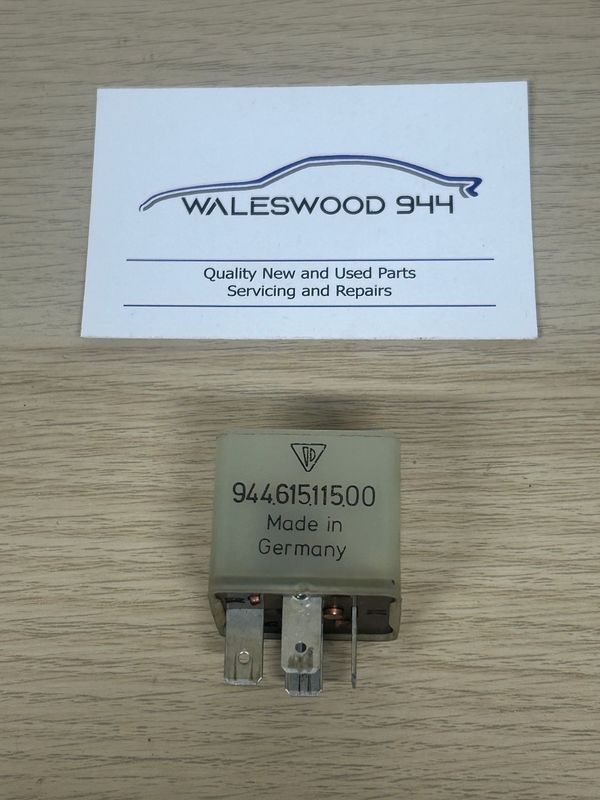 WALESWOOD 944
Quality New and Used Parts
Servicing and Repairs
944.615.115.00
Made in
Germany